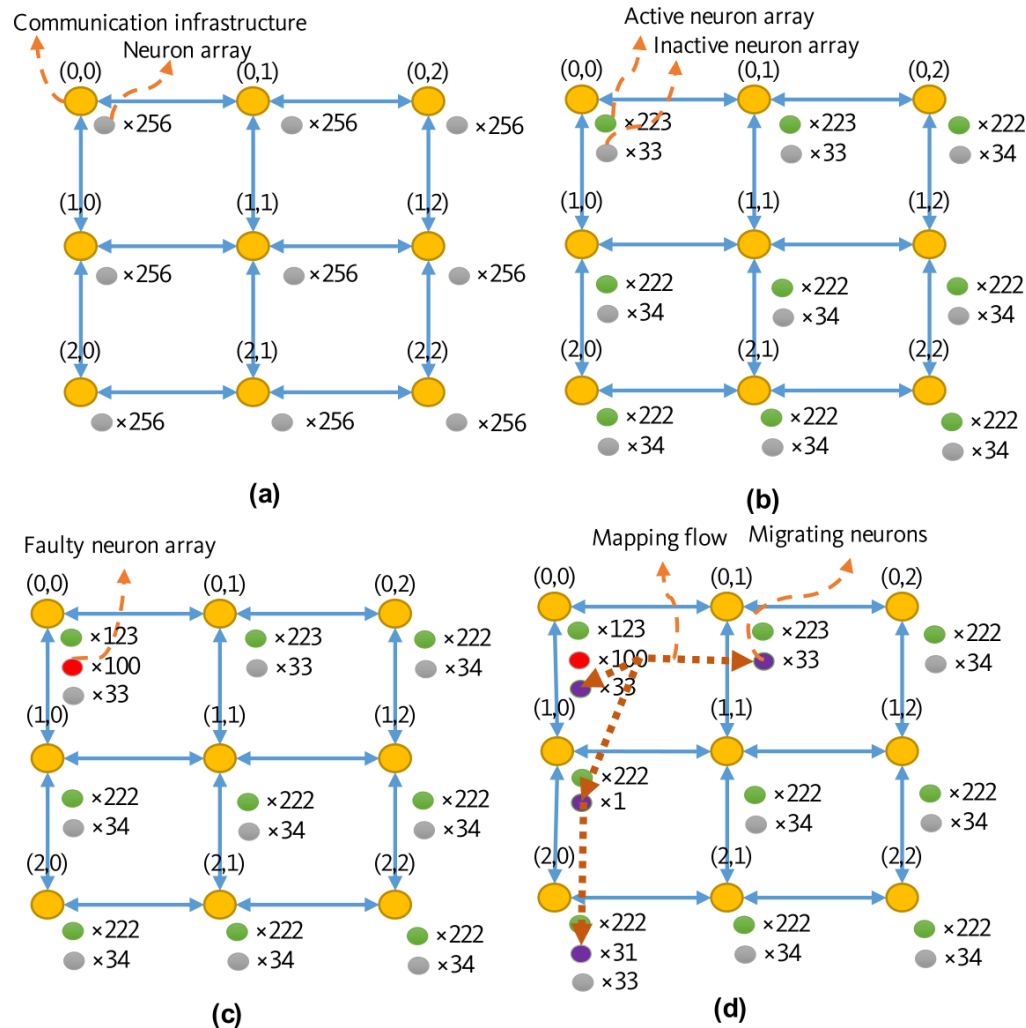 Communication infrastructure
Neuron array
(0,0) (0,1) (0,2)
×256 ×256 ×256
(1,0) (1,1) (1,2)
×256 ×256 ×256
(2,0) (2,1) (2,2)
×256 ×256 ×256
(a)
Active neuron array
Inactive neuron array
(0,0) (0,1) (0,2)
×223 ×223 ×222
×33 ×33 ×34
(1,0) (1,1) (1,2)
×222 ×222 ×222
×34 ×34 ×34
(2,0) (2,1) (2,2)
×222 ×222 ×222
×34 ×34 ×34
(b)
Faulty neuron array
(0,0) (0,1) (0,2)
×123 ×223 ×222
×100 ×33 ×34
×33
(1,0) (1,1) (1,2)
×222 ×222 ×222
×34 ×34 ×34
(2,0) (2,1) (2,2)
×222 ×222 ×222
×34 ×34 ×34
(c)
Mapping flow
Migrating neurons
(0,0) (0,1) (0,2)
×123 ×223 ×222
×100 ×33 ×34
×33
(1,0) (1,1) (1,2)
×222 ×222 ×222
×1 ×34 ×34
(2,0) (2,1) (2,2)
×222 ×222 ×222
×31 ×34 ×34
×33
(d)